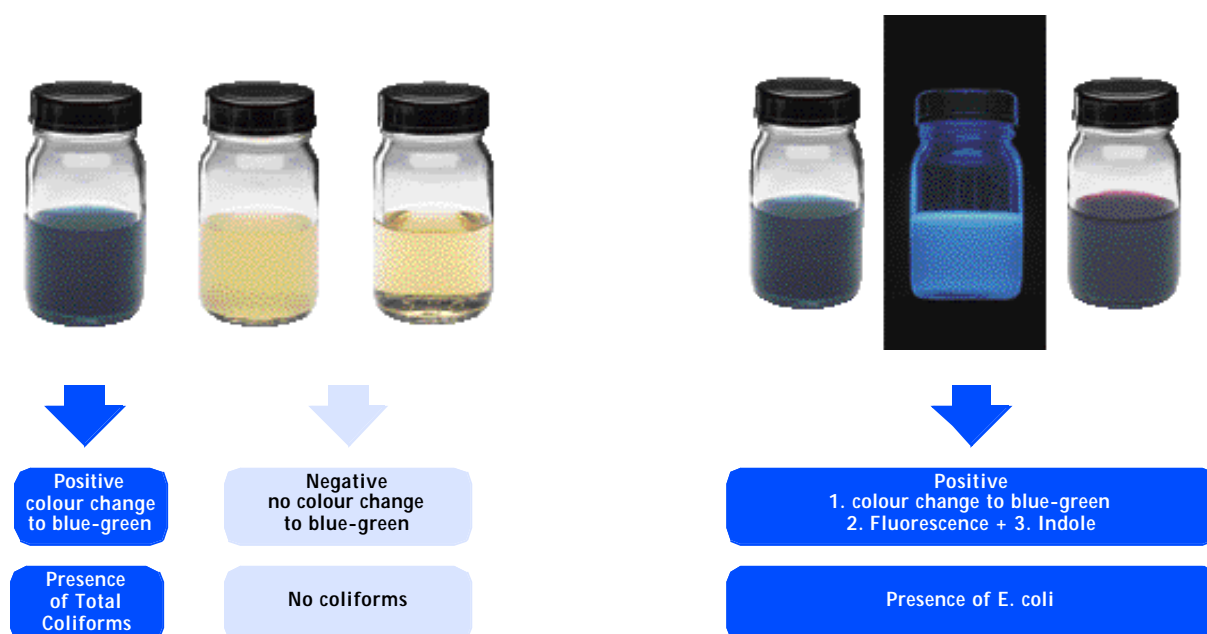 Positive
colour change
to blue-green
Negative
no colour change
to blue-green
Positive
1. colour change to blue-green
2. Fluorescence + 3. Indole
Presence
of Total
Coliforms
No coliforms
Presence of E. coli